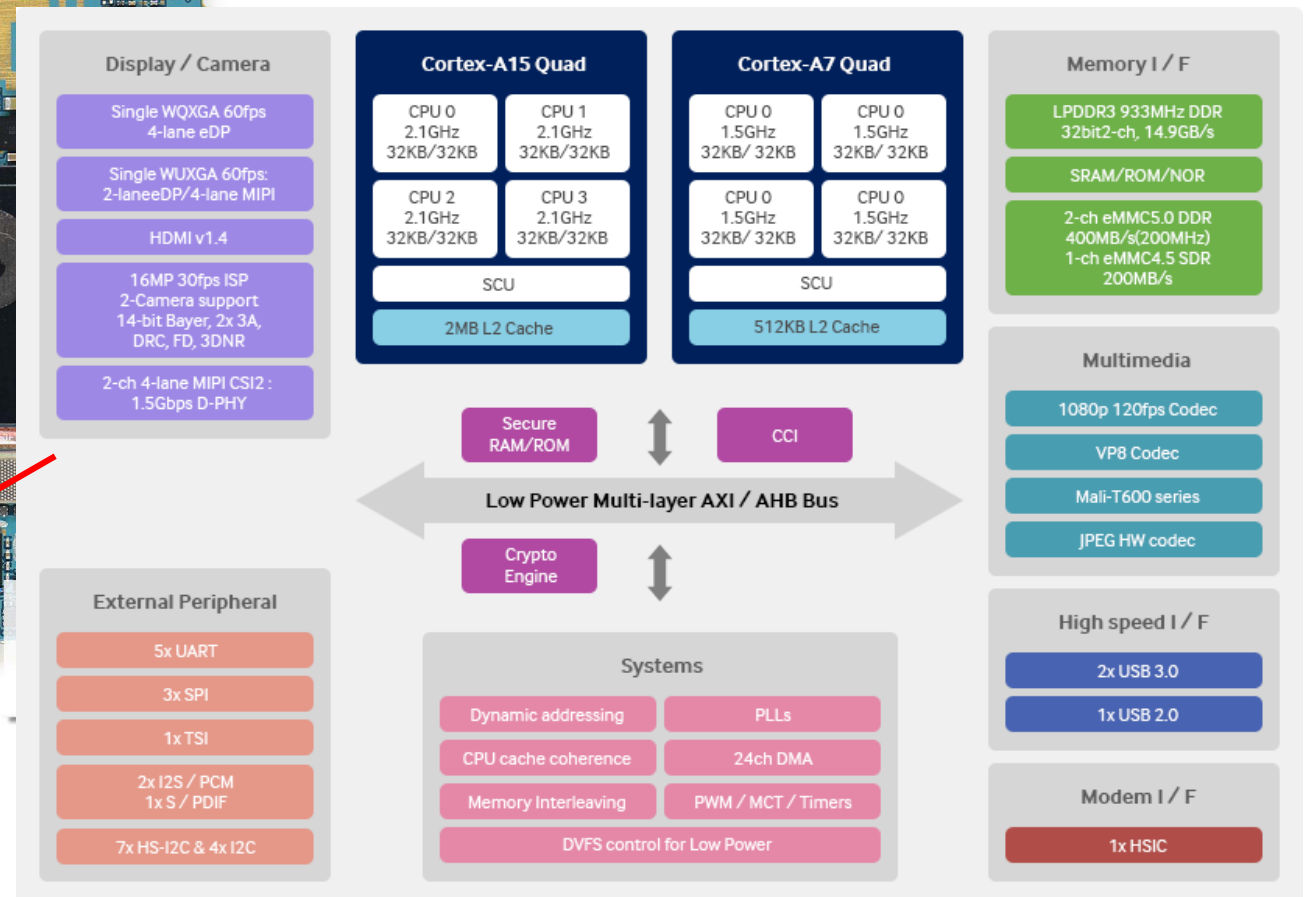 Display / Camera
Single WQXGA 60fps
4-lane eDP
Single WUXGA 60fps:
2-laneeDP/4-lane MIPI
HDMI v1.4
16MP 30fps ISP
2-Camera support
14-bit Bayer, 2x 3A,
DRC, FD, 3DNR
2-ch 4-lane MIPI CSI2 :
1.5Gbps D-PHY
External Peripheral
5x UART
3x SPI
1x TSI
2x I2S / PCM
1x S / PDIF
7x HS-I2C & 4x I2C
Cortex-A15 Quad
CPU 0
2.1GHz
32KB/32KB
CPU 1
2.1GHz
32KB/32KB
CPU 2
2.1GHz
32KB/32KB
CPU 3
2.1GHz
32KB/32KB
SCU
2MB L2 Cache
Cortex-A7 Quad
CPU 0
1.5GHz
32KB/ 32KB
CPU 0
1.5GHz
32KB/ 32KB
CPU 0
1.5GHz
32KB/ 32KB
CPU 0
1.5GHz
32KB/ 32KB
SCU
512KB L2 Cache
Secure
RAM/ROM
CCI
Low Power Multi-layer AXI / AHB Bus
Crypto
Engine
Systems
Dynamic addressing
PLLs
CPU cache coherence
24ch DMA
Memory Interleaving
PWM / MCT / Timers
DVFS control for Low Power
Memory I / F
LPDDR3 933MHz DDR
32bit2-ch, 14.9GB/s
SRAM/ROM/NOR
2-ch eMMC5.0 DDR
400MB/s(200MHz)
1-ch eMMC4.5 SDR
200MB/s
Multimedia
1080p 120fps Codec
VP8 Codec
Mali-T600 series
JPEG HW codec
High speed I / F
2x USB 3.0
1x USB 2.0
Modem I / F
1x HSIC